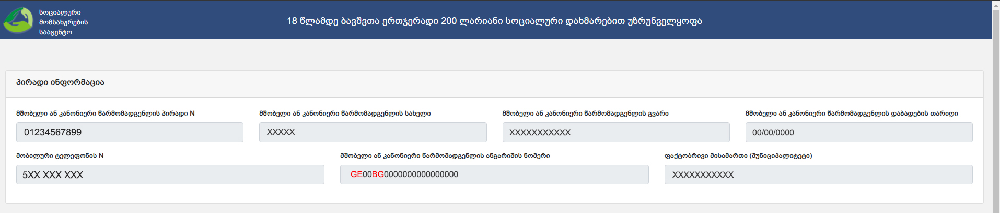 სოციალური
მომსახურების
სააგენტო
18 წლამდე ბავშვთა ერთჯერადი 200 ლარიანი სოციალური დახმარებით უზრუნველყოფა
პირადი ინფორმაცია
მშობელი ან კანონიერი წარმომადგენლის პირადი N
მშობელი ან კანონიერი წარმომადგენლის სახელი
მშობელი ან კანონიერი წარმომადგენლის გვარი
მშობელი ან კანონიერი წარმომადგენლის დაბადების თარიღი
01234567899
XXXXX
XXXXXXXXXXX
00/00/0000
მობილური ტელეფონის N
მშობელი ან კანონიერი წარმომადგენლის ანგარიშის ნომერი
ფაქტობრივი მისამართი (მუნიციპალიტეტი)
5XX XXX XXX
GE00BG0000000000000000
XXXXXXXXXXX